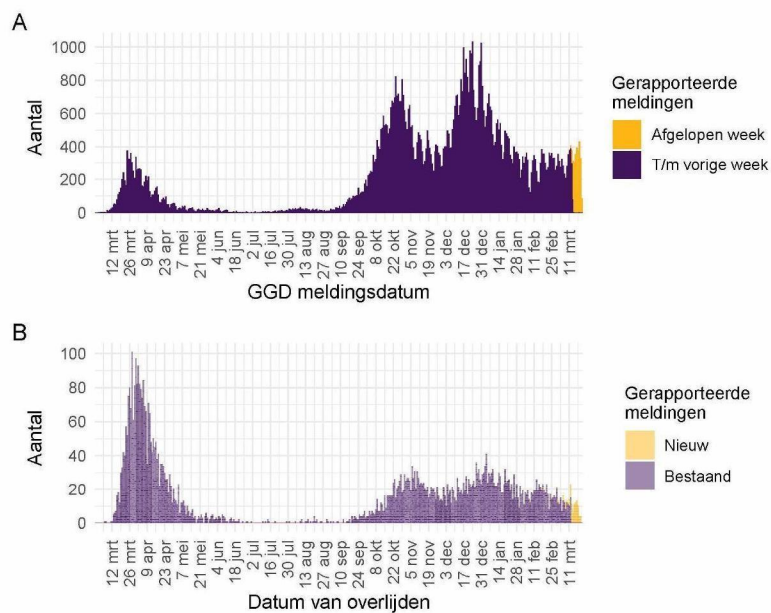 A
1000
800
600
400
200
0
Aantal
12 mrt
26 mrt
9 apr
23 apr
7 mei
21 mei
4 jun
18 jun
2 jul
16 jul
30 jul
13 aug
27 aug
10 sep
24 sep
8 okt
22 okt
5 nov
19 nov
3 dec
17 dec
31 dec
14 jan
28 jan
11 feb
25 feb
11 mrt
GGD meldingsdatum
Gerapporteerde
meldingen
Afgelopen week
T/m vorige week
B
100
80
60
40
20
0
Aantal
12 mrt
26 mrt
9 apr
23 apr
7 mei
21 mei
4 jun
18 jun
2 jul
16 jul
30 jul
13 aug
27 aug
10 sep
24 sep
8 okt
22 okt
5 nov
19 nov
3 dec
17 dec
31 dec
14 jan
28 jan
11 feb
25 feb
11 mrt
Datum van overlijden
Gerapporteerde
meldingen
Nieuw
Bestaand